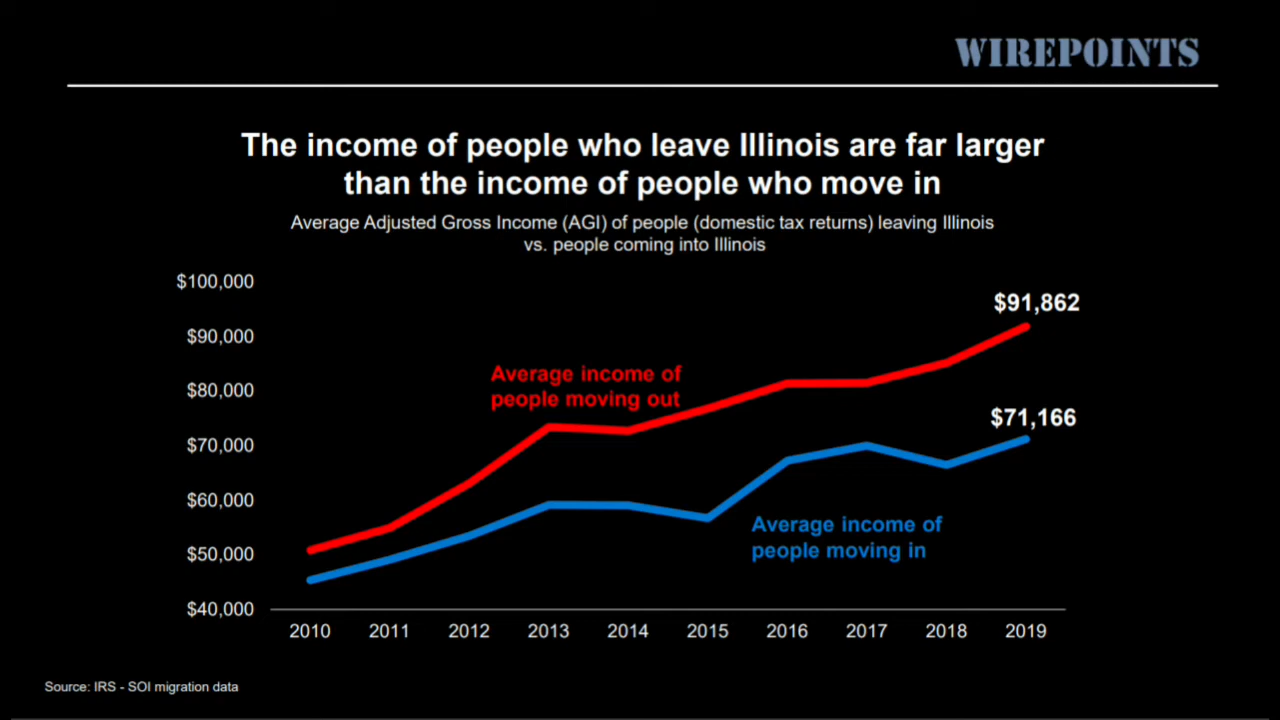 WIREPOINTS
The income of people who leave Illinois are far larger
than the income of people who move in
Average Adjusted Gross Income (AGI) of people (domestic tax returns) leaving Illinois
vs. people coming into Illinois
$100,000
$90,000
$80,000
$70,000
$60,000
$50,000
$40,000
$91,862
Average income of
people moving out
$71,166
Average income of
people moving in
2010 2011 2012 2013 2014 2015 2016 2017 2018 2019
Source: IRS - SOI migration data